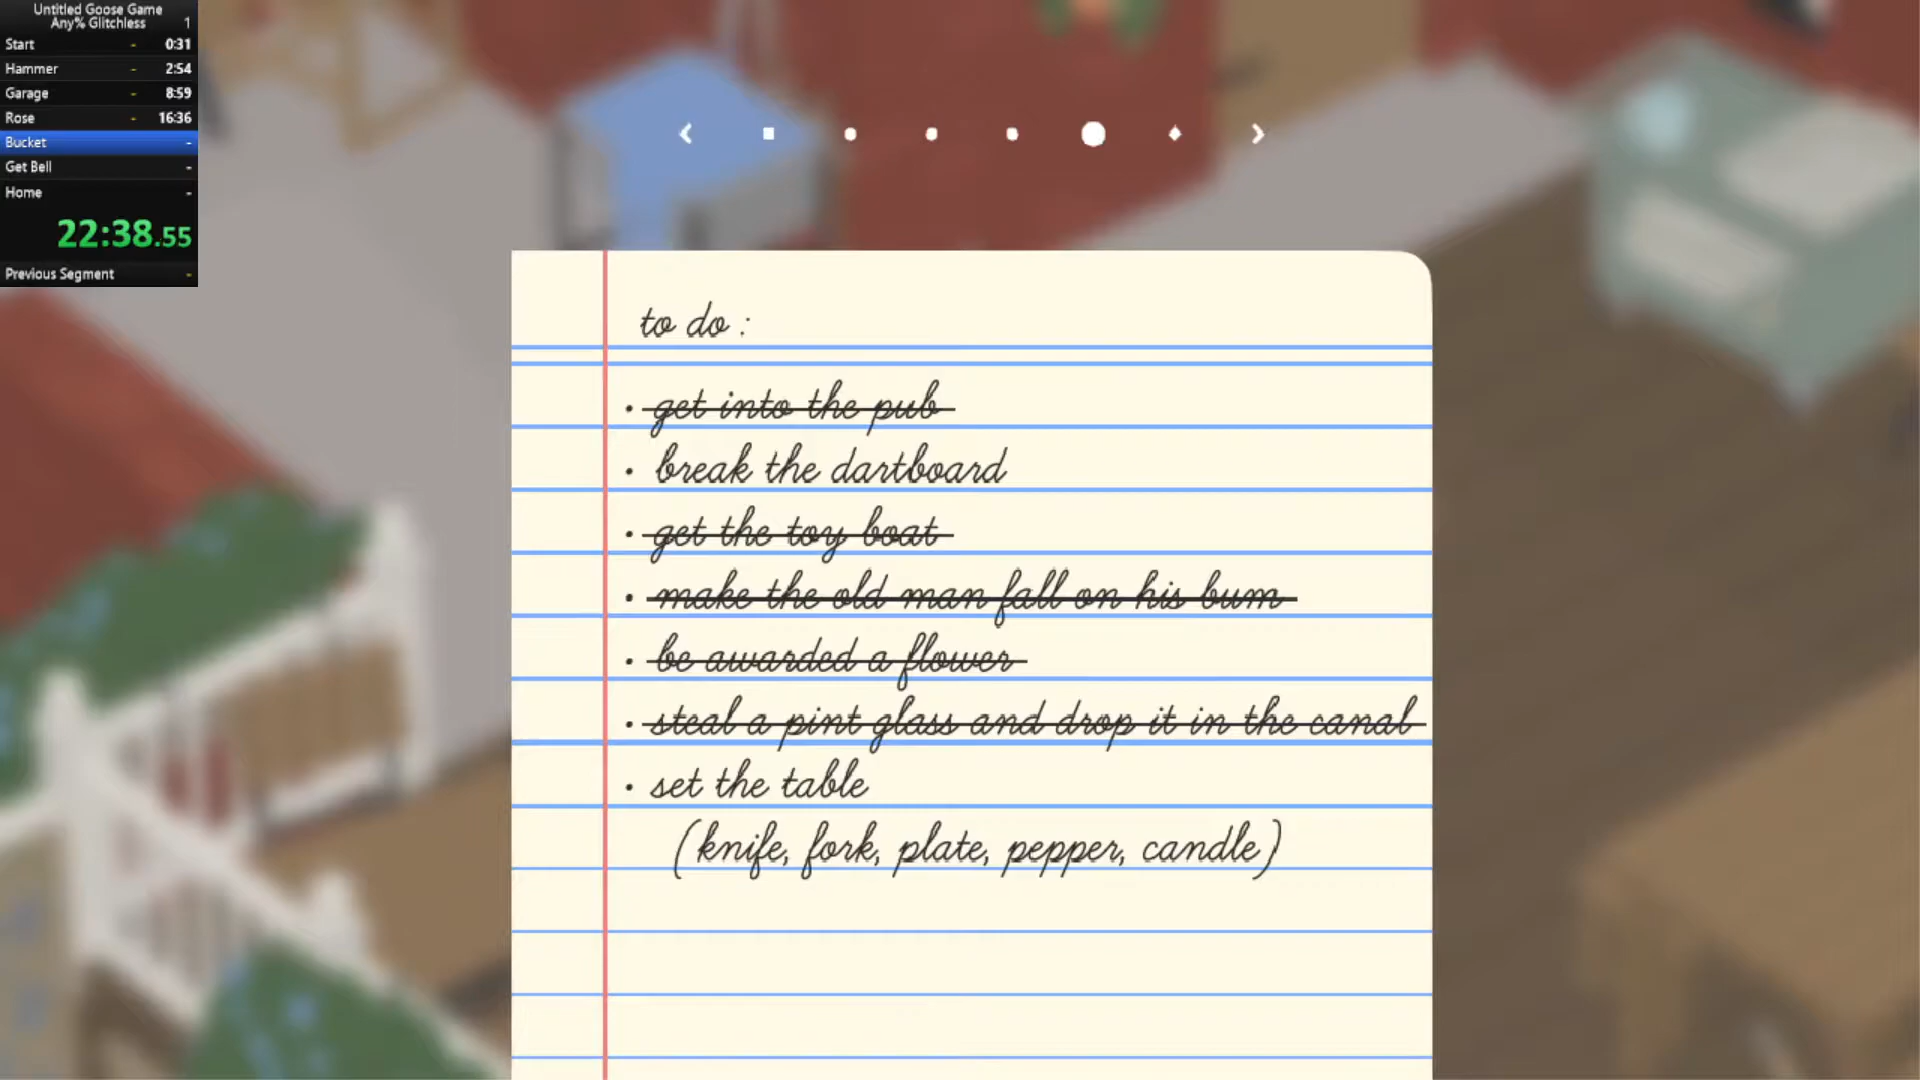 Untitled Goose Game
Any% Glitchless 1
Start - 0:31
Hammer - 2:54
Garage - 8:59
Rose - 16:36
Bucket -
Get Bell -
Home -
22:38.55
Previous Segment -
to do :
• get into the pub
• break the dartboard
• get the toy boat
• make the old man fall on his bum
• be awarded a flower
• steal a pint glass and drop it in the canal
• set the table
(knife, fork, plate, pepper, candle)